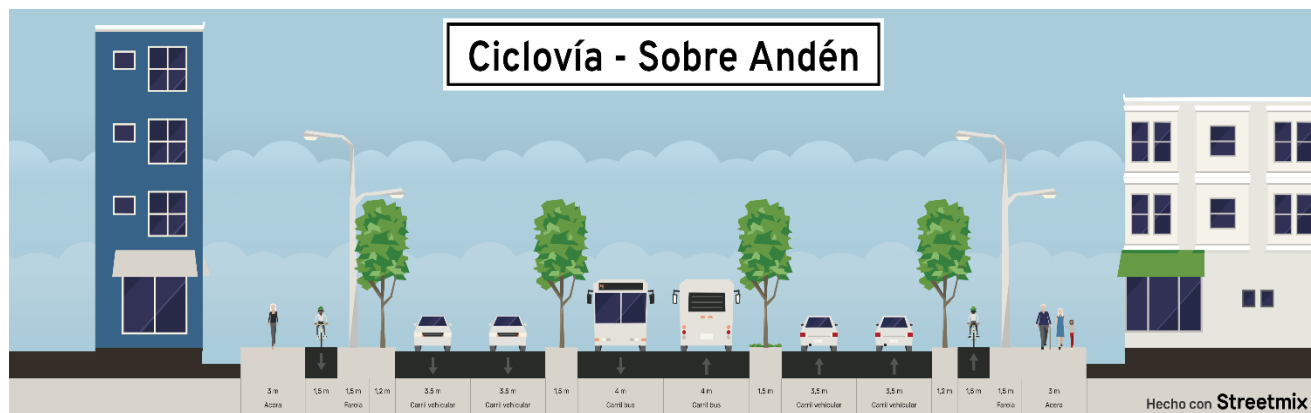 Ciclovía - Sobre Andén
3 m
Acera
1,5 m
1,5 m
Farola
1,2 m
3,5 m
Carril vehicular
3,5 m
Carril vehicular
1,5 m
4 m
Carril bus
4 m
Carril bus
1,5 m
3,5 m
Carril vehicular
3,5 m
Carril vehicular
1,2 m
1,5 m
1,5 m
Farola
3 m
Acera
Hecho con Streetmix